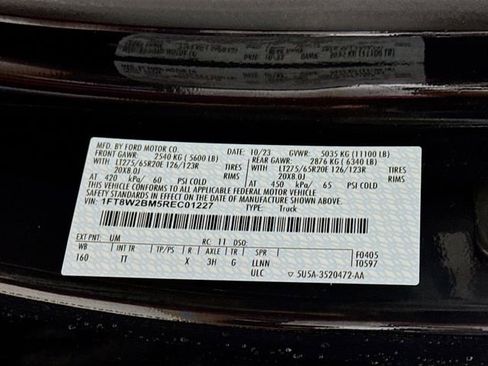 MFD. BY FORD MOTOR CO.
DATE: 10/23 GVWR: 5035 KG (11100 LB)
FRONT GAWR: 2540 KG (5600 LB) REAR GAWR: 2876 KG (6340 LB)
WITH LT275/65R20E 126/123R TIRES WITH LT275/65R20E 126/123R TIRES
20X8.0J RIMS 20X8.0J RIMS
AT 420 kPa/ 60 PSI COLD AT 450 kPa/ 65 PSI COLD
THIS VEHICLE CONFORMS TO ALL APPLICABLE FEDERAL MOTOR VEHICLE
SAFETY STANDARDS IN EFFECT ON THE DATE OF MANUFACTURE SHOWN ABOVE.
VIN: 1FT8W2BM5REC01227 TYPE: Truck
EXT PNT: UM RC: 11 DSO: F0405
WB TP/PS R AXLE TR SPR T0597
160 TT X 3H G LLNN
ULC 5U5A-3520472-AA